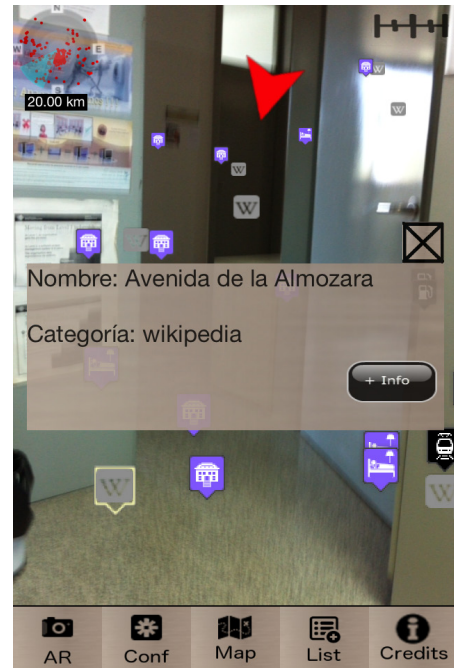 N
W
E
20.00 km
W
W
W
W
Nombre: Avenida de la Almozara
Categoría: wikipedia
+ Info
W
W
AR
Conf
Map
List
Credits